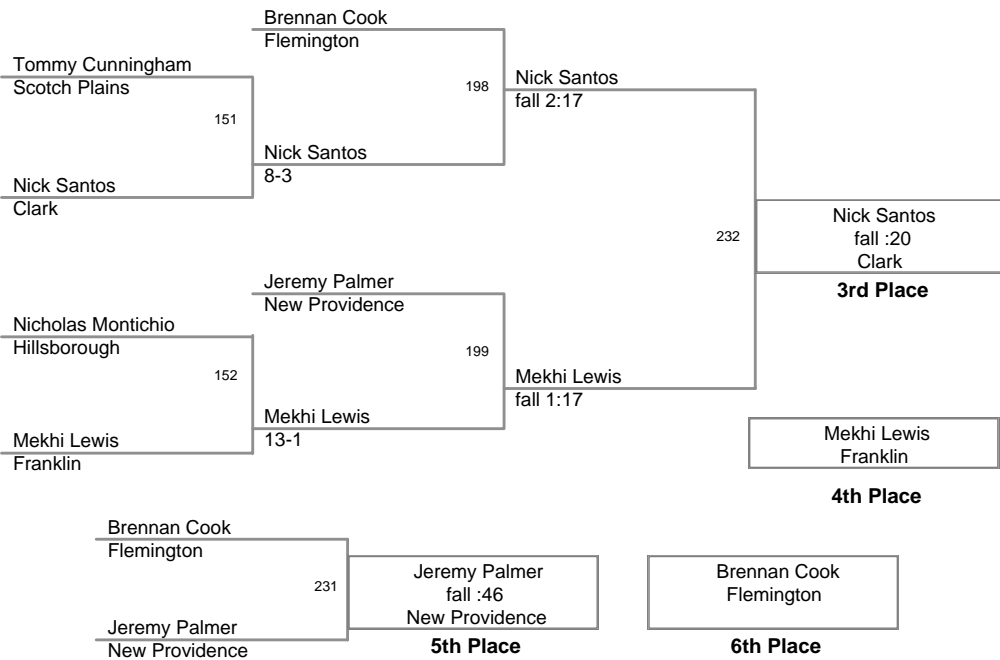 Brennan Cook
Flemington
Tommy Cunningham
Scotch Plains
198
Nick Santos
fall 2:17
151
Nick Santos
8-3
Nick Santos
Clark
232
Nick Santos
fall :20
Clark
3rd Place
Jeremy Palmer
New Providence
Nicholas Montichio
Hillsborough
199
152
Mekhi Lewis
fall 1:17
Mekhi Lewis
13-1
Mekhi Lewis
Franklin
Mekhi Lewis
Franklin
4th Place
Brennan Cook
Flemington
231
Jeremy Palmer
New Providence
Jeremy Palmer
fall :46
New Providence
5th Place
Brennan Cook
Flemington
6th Place